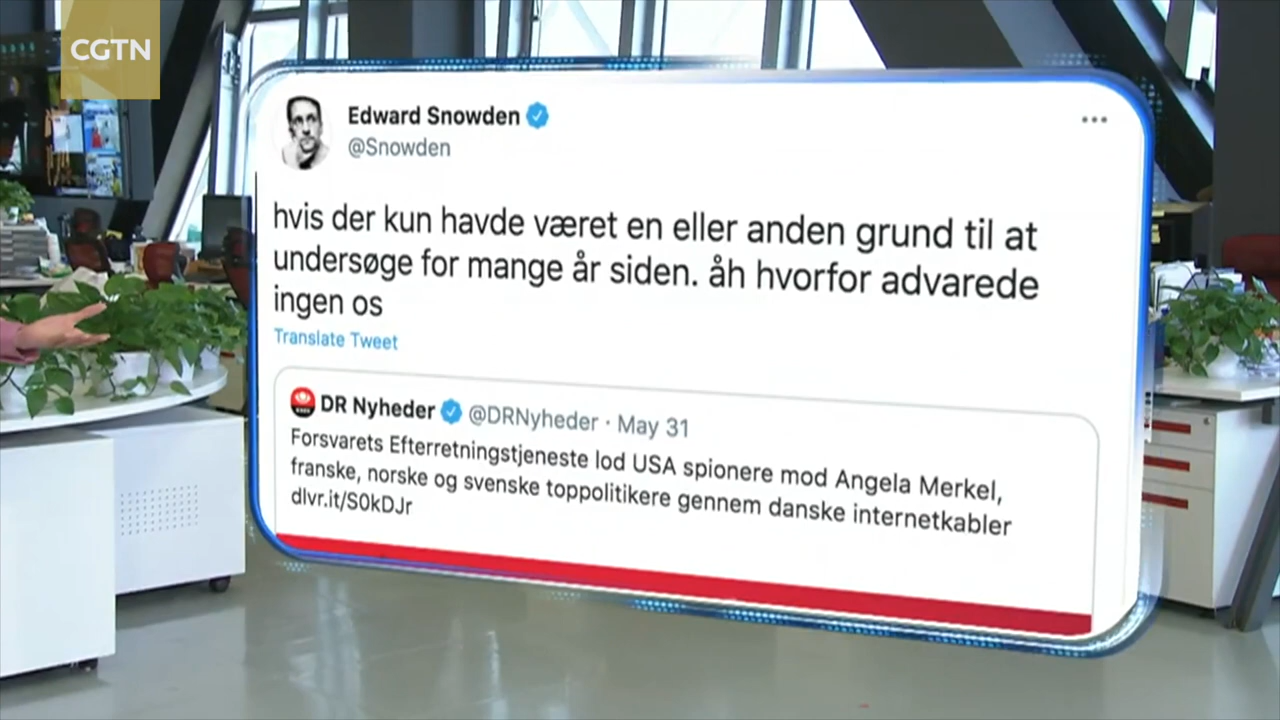 CGTN
Edward Snowden
@Snowden
hvis der kun havde været en eller anden grund til at
undersøge for mange år siden. åh hvorfor advarede
ingen os
Translate Tweet
DR Nyheder @DRNyheder · May 31
Forsvarets Efterretningstjeneste lod USA spionere mod Angela Merkel,
franske, norske og svenske toppolitikere gennem danske internetkabler
dlvr.it/S0kDJr